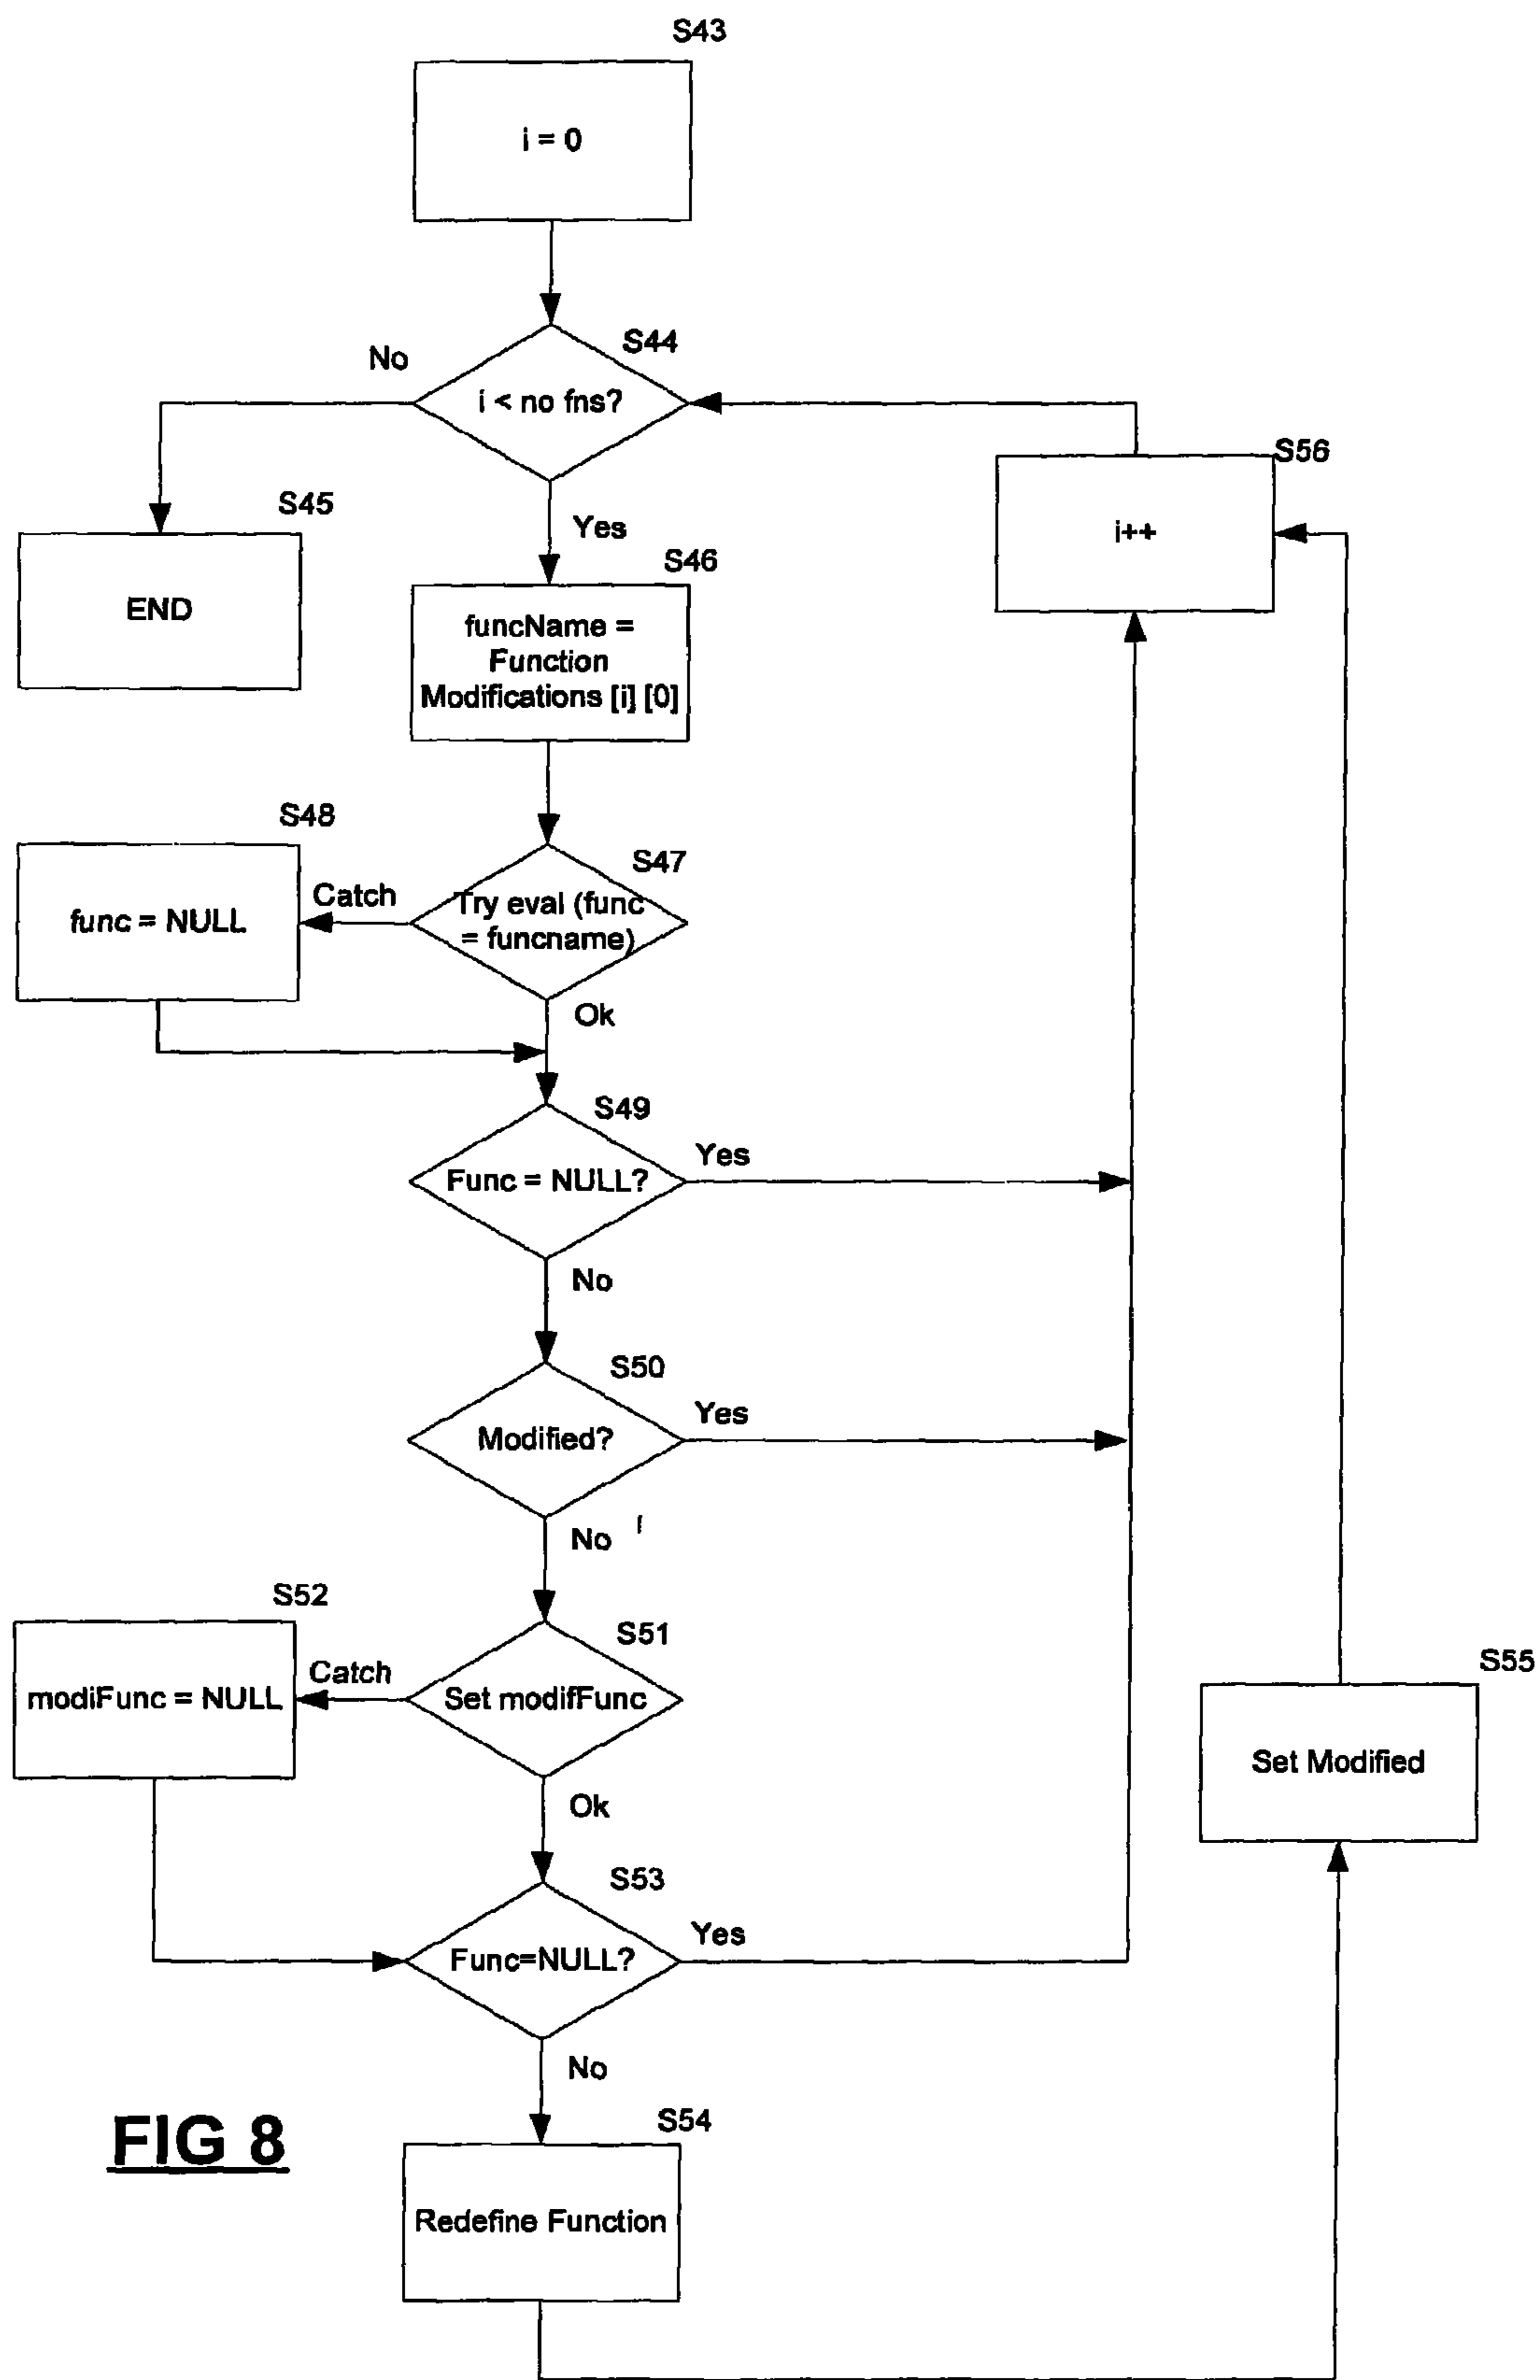 S43
i = 0
S44
No
i < no fns?
S56
i++
S45
END
Yes
S46
funcName =
Function
Modifications [i] [0]
S48
func = NULL
Catch
S47
Try eval (func
= funcname)
Ok
S49
Func = NULL?
Yes
No
S50
Modified?
Yes
No
S52
modiFunc = NULL
Catch
S51
Set modifFunc
S55
Set Modified
Ok
S53
Func=NULL?
Yes
No
FIG 8
S54
Redefine Function